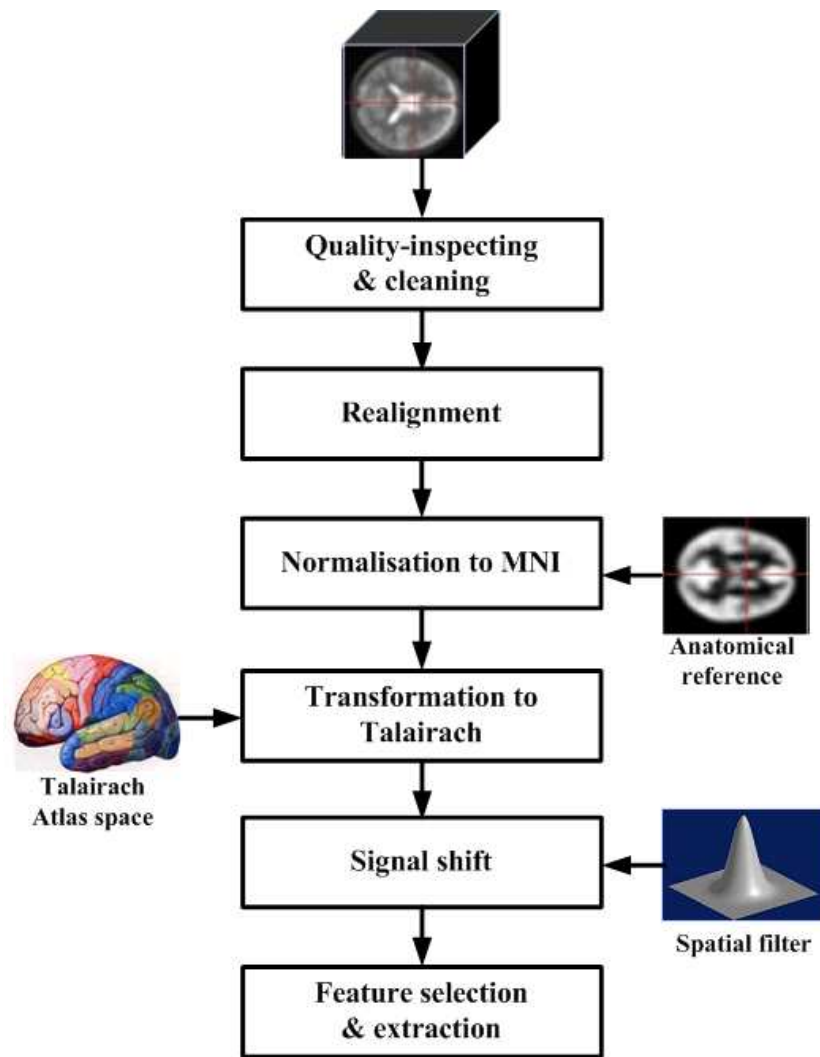 Quality-inspecting
& cleaning
Realignment
Normalisation to MNI
Anatomical
reference
Transformation to
Talairach
Talairach
Atlas space
Signal shift
Spatial filter
Feature selection
& extraction